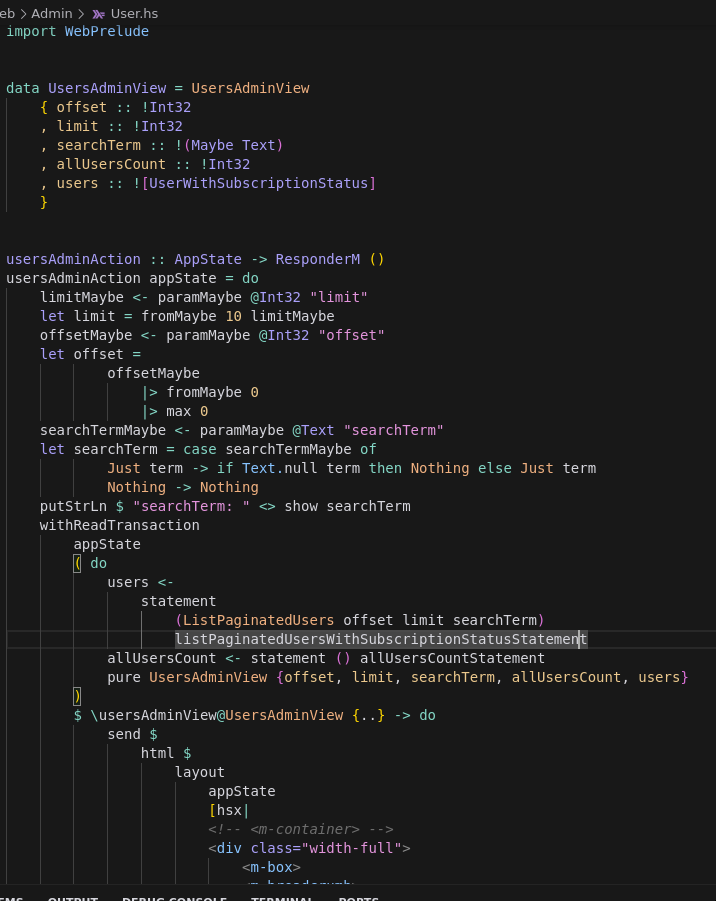 eb > Admin > User.hs
import WebPrelude
data UsersAdminView = UsersAdminView
{ offset :: !Int32
, limit :: !Int32
, searchTerm :: !(Maybe Text)
, allUsersCount :: !Int32
, users :: ![UserWithSubscriptionStatus]
}
usersAdminAction :: AppState -> ResponderM ()
usersAdminAction appState = do
limitMaybe <- paramMaybe @Int32 "limit"
let limit = fromMaybe 10 limitMaybe
offsetMaybe <- paramMaybe @Int32 "offset"
let offset =
offsetMaybe
|> fromMaybe 0
|> max 0
searchTermMaybe <- paramMaybe @Text "searchTerm"
let searchTerm = case searchTermMaybe of
Just term -> if Text.null term then Nothing else Just term
Nothing -> Nothing
putStrLn $ "searchTerm: " <> show searchTerm
withReadTransaction
appState
( do
users <-
statement
(ListPaginatedUsers offset limit searchTerm)
listPaginatedUsersWithSubscriptionStatusStatement
allUsersCount <- statement () allUsersCountStatement
pure UsersAdminView {offset, limit, searchTerm, allUsersCount, users}
)
$ \usersAdminView@UsersAdminView {..} -> do
send $
html $
layout
appState
[hsx|
<!-- <m-container> -->
<div class="width-full">
<m-box>
OUTPUT DEBUG CONSOLE TERMINAL PORTS